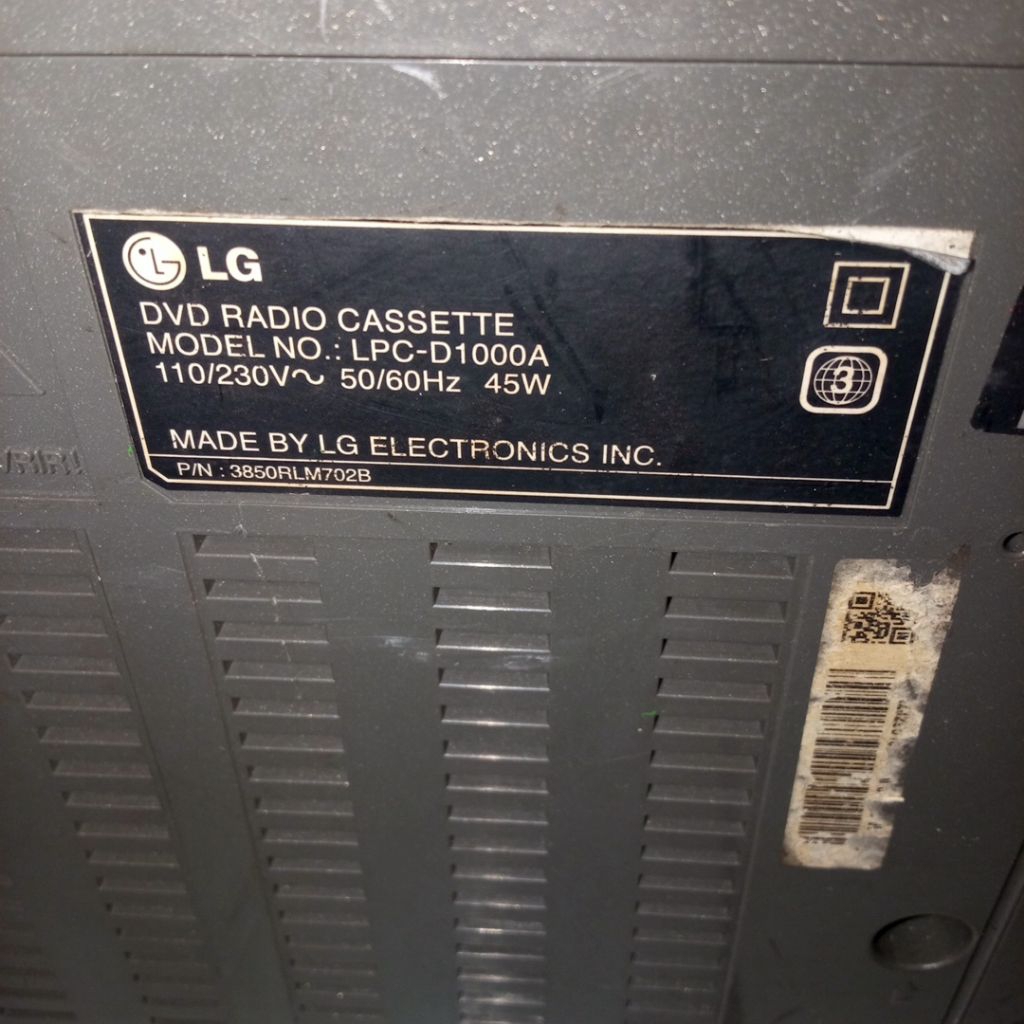 LG
DVD RADIO CASSETTE
MODEL NO.: LPC-D1000A
110/230V~ 50/60Hz 45W
3
MADE BY LG ELECTRONICS INC.
P/N : 3850RLM702B